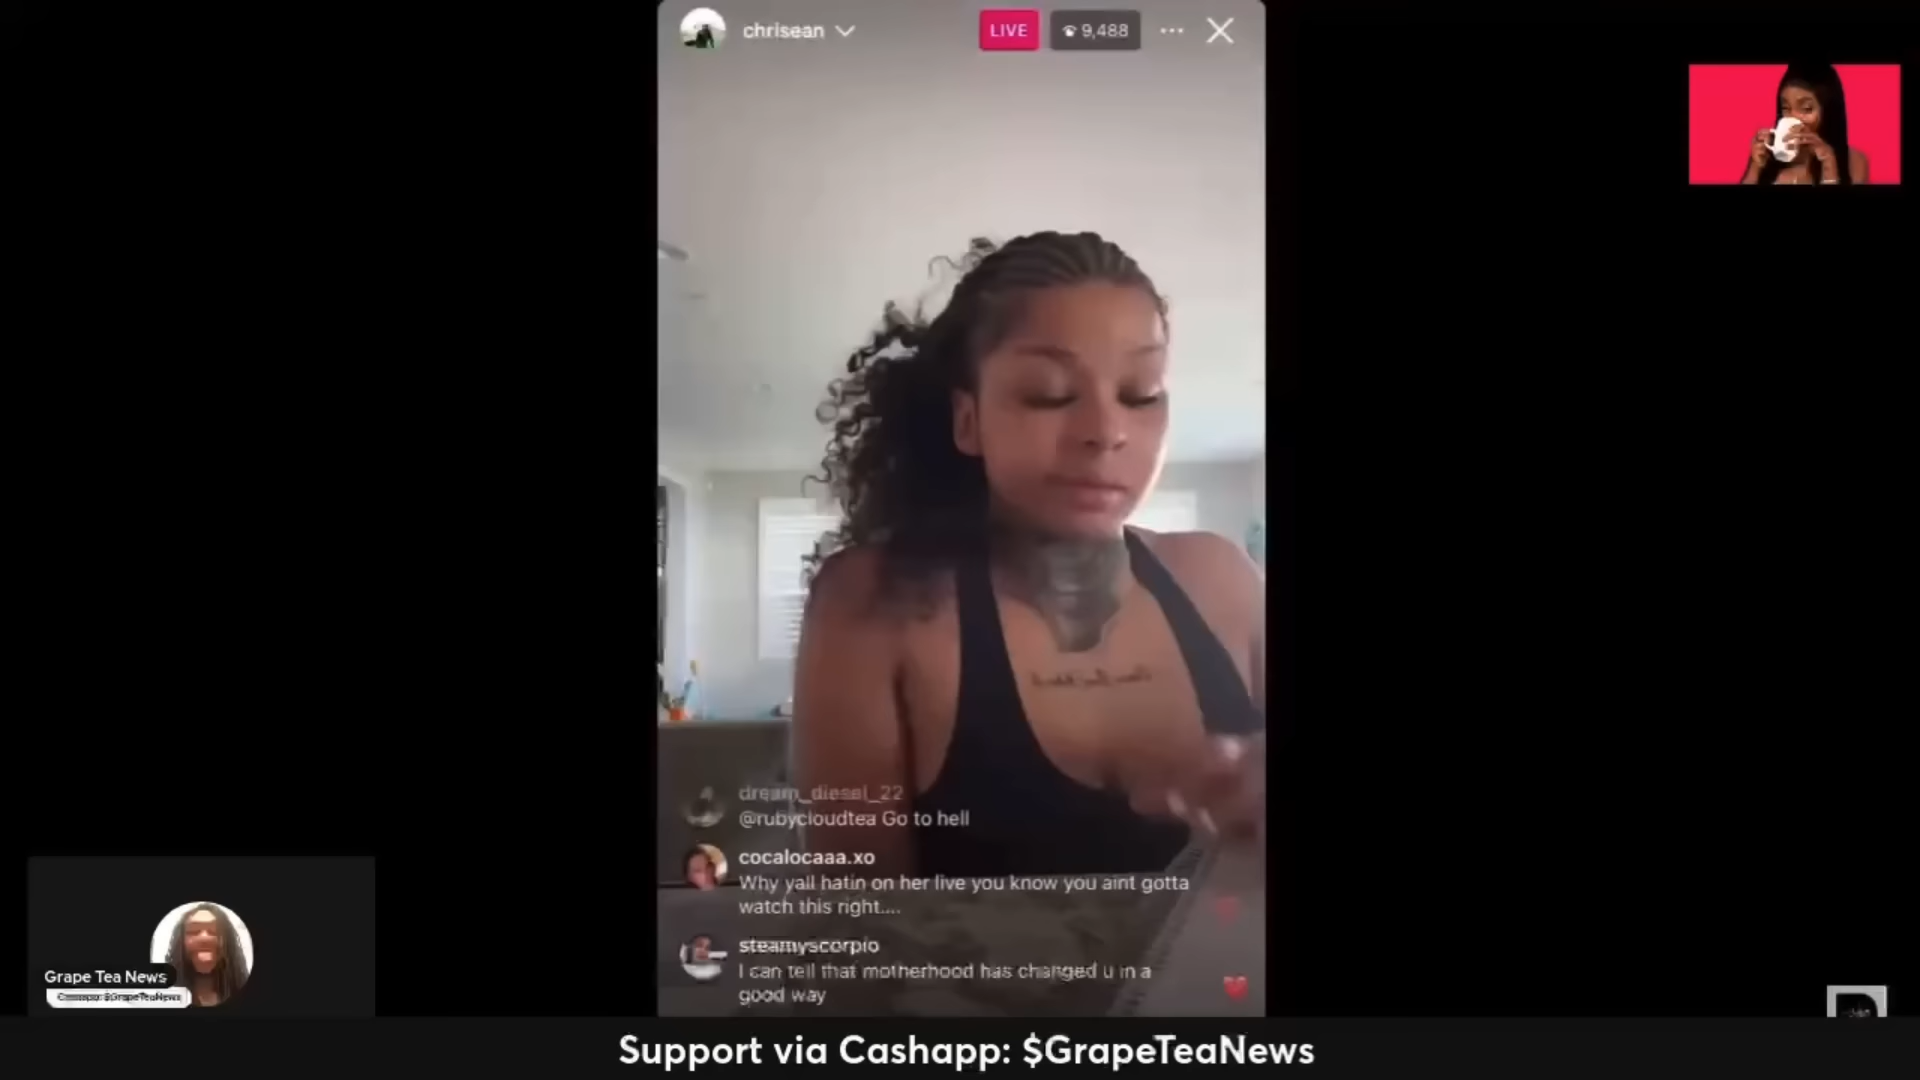 chrisean
LIVE
9,488
dream_diesel_22
@rubycloudtea Go to hell
cocalocaaa.xo
Why yall hatin on her live you know you aint gotta
watch this right....
steamyscorpio
I can tell that motherhood has changed u in a
good way
Grape Tea News
Cashapp: $GrapeTeaNews
Support via Cashapp: $GrapeTeaNews